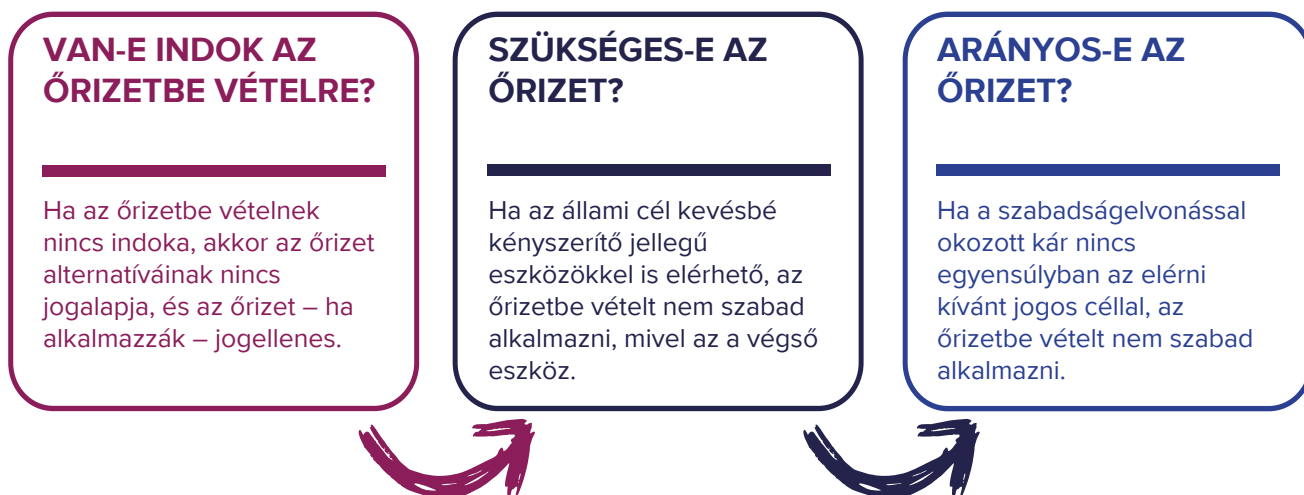 VAN-E INDOK AZ
ŐRIZETBE VÉTELRE?
Ha az őrizetbe vételnek
nincs indoka, akkor az őrizet
alternatíváinak nincs
jogalapja, és az őrizet – ha
alkalmazzák – jogellenes.
SZÜKSÉGES-E AZ
ŐRIZET?
Ha az állami cél kevésbé
kényszerítő jellegű
eszközökkel is elérhető, az
őrizetbe vételt nem szabad
alkalmazni, mivel az a végső
eszköz.
ARÁNYOS-E AZ
ŐRIZET?
Ha a szabadságelvonással
okozott kár nincs
egyensúlyban az elérni
kívánt jogos céllal, az
őrizetbe vételt nem szabad
alkalmazni.